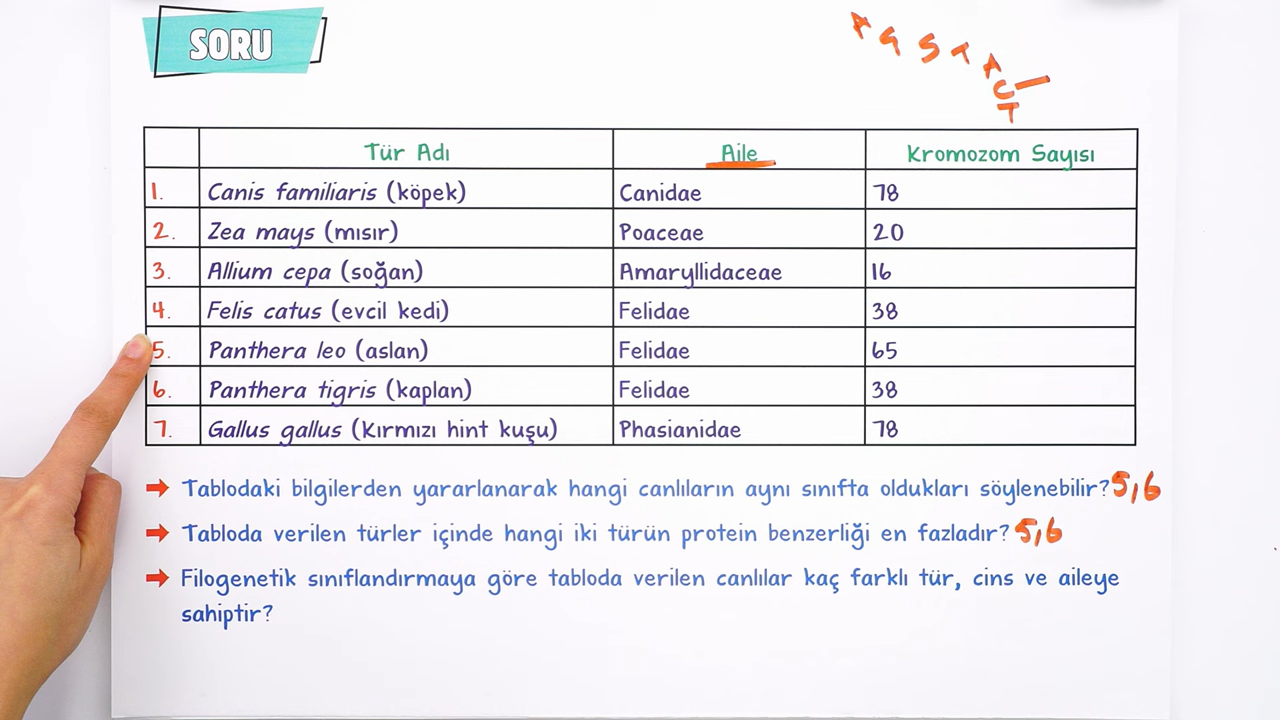 SORU
A
Ş
S
T
A
C
T
Tür Adı Aile Kromozom Sayısı
1. Canis familiaris (köpek) Canidae 78
2. Zea mays (mısır) Poaceae 20
3. Allium cepa (soğan) Amaryllidaceae 16
4. Felis catus (evcil kedi) Felidae 38
5. Panthera leo (aslan) Felidae 65
6. Panthera tigris (kaplan) Felidae 38
7. Gallus gallus (Kırmızı hint kuşu) Phasianidae 78
Tablodaki bilgilerden yararlanarak hangi canlıların aynı sınıfta oldukları söylenebilir? 5,6
Tabloda verilen türler içinde hangi iki türün protein benzerliği en fazladır? 5,6
Filogenetik sınıflandırmaya göre tabloda verilen canlılar kaç farklı tür, cins ve aileye
sahiptir?